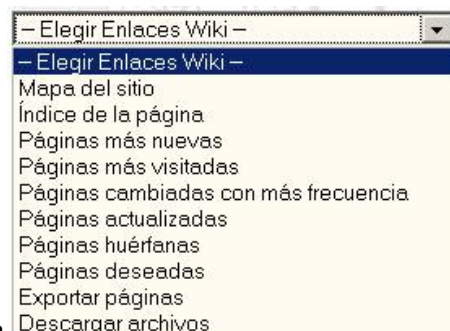 – Elegir Enlaces Wiki –
– Elegir Enlaces Wiki –
Mapa del sitio
Índice de la página
Páginas más nuevas
Páginas más visitadas
Páginas cambiadas con más frecuencia
Páginas actualizadas
Páginas huérfanas
Páginas deseadas
Exportar páginas
Descargar archivos